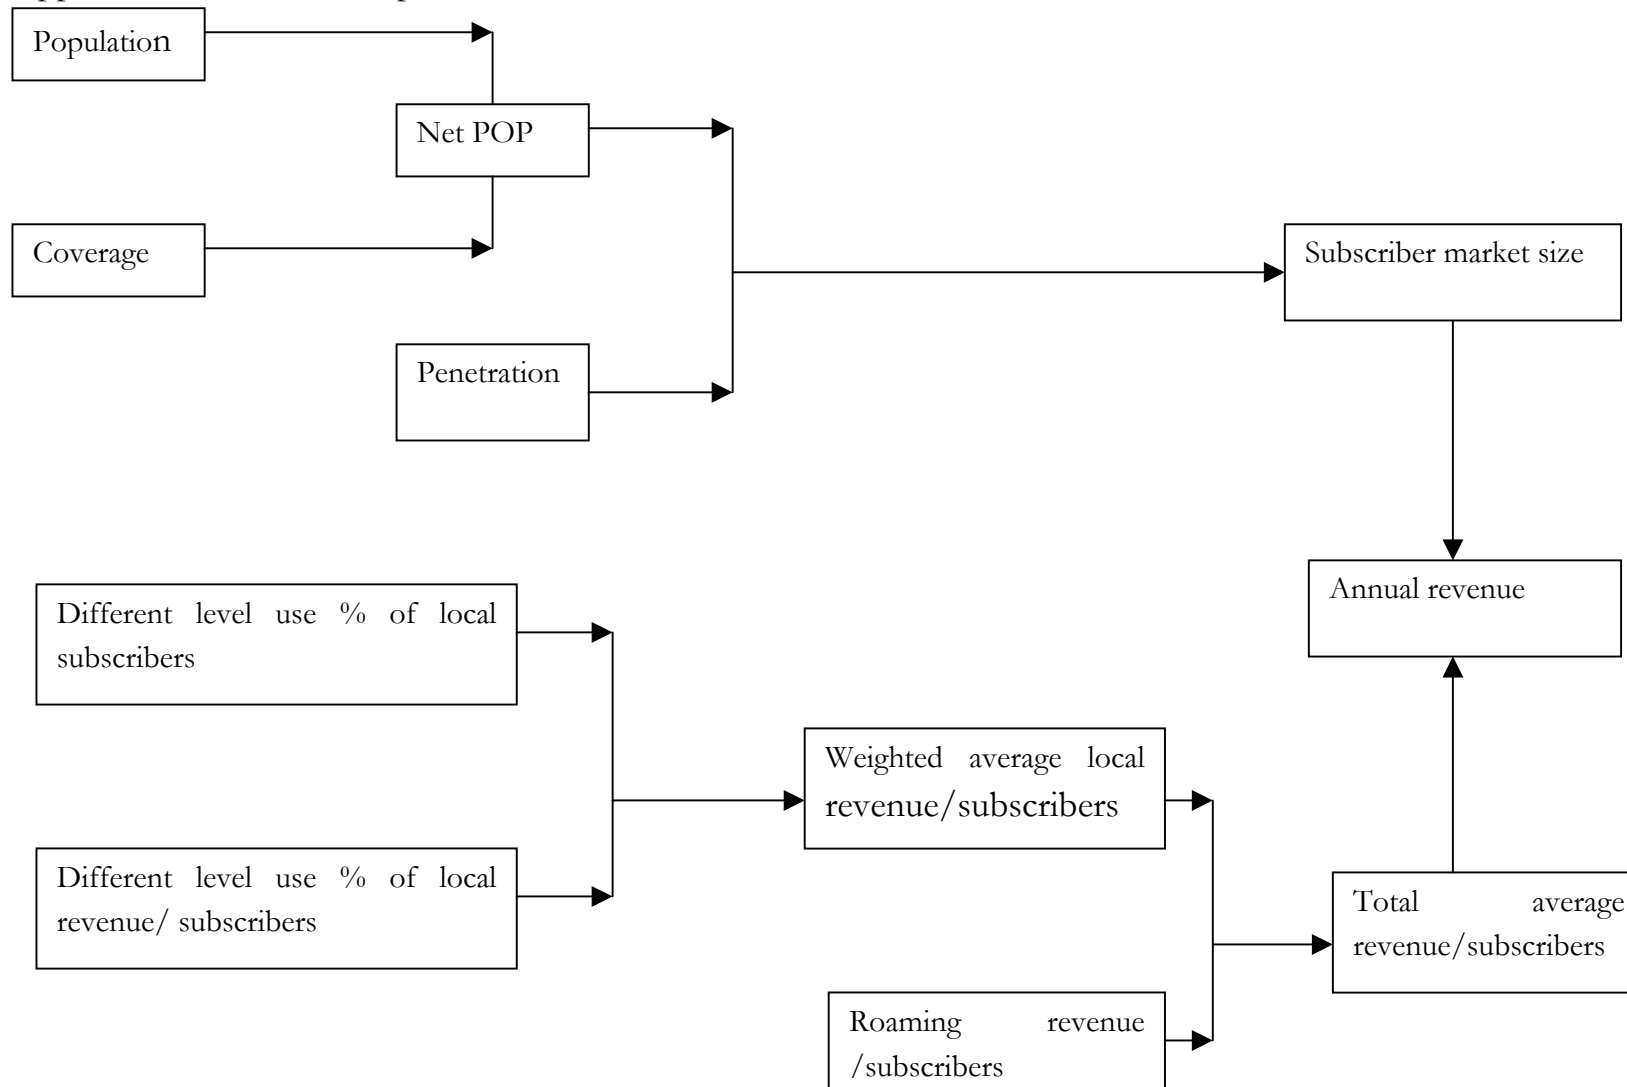 Population
Net POP
Coverage
Subscriber market size
Penetration
Annual revenue
Different level use % of local
subscribers
Weighted average local
revenue/subscribers
Different level use % of local
revenue/ subscribers
Total average
revenue/subscribers
Roaming revenue
/subscribers